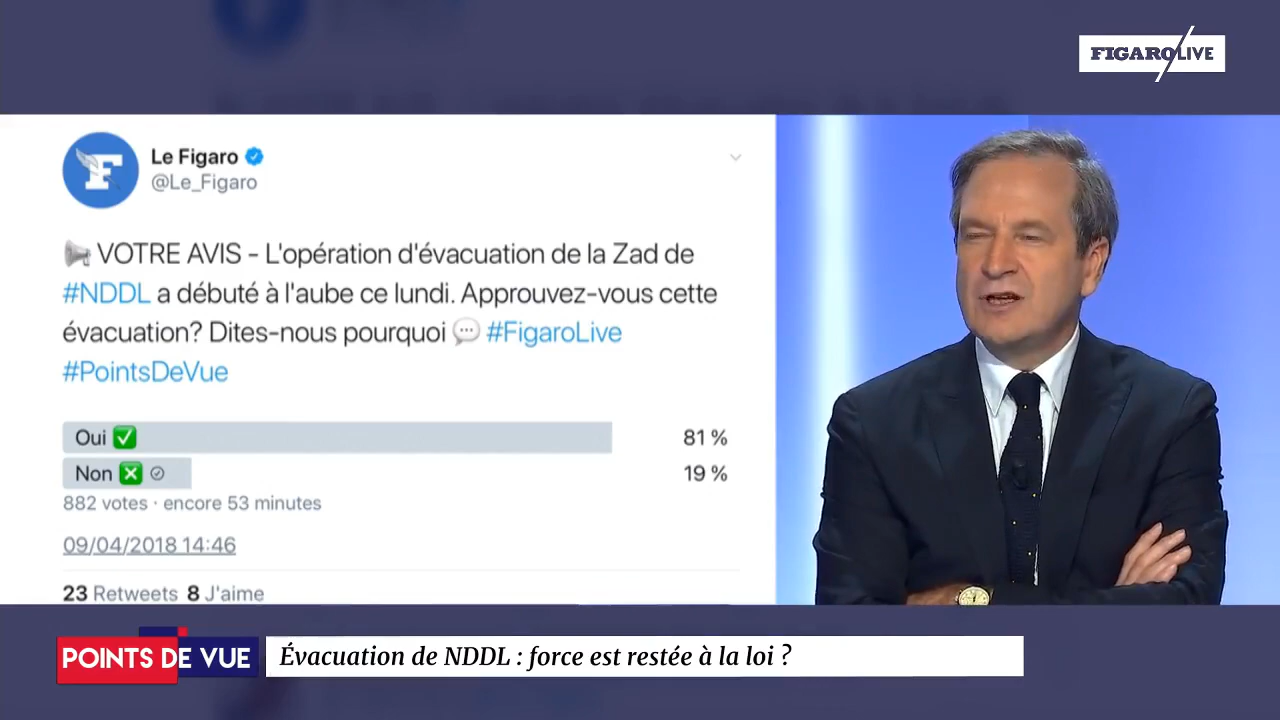 FIGAROLIVE
Le Figaro
@Le_Figaro
VOTRE AVIS - L'opération d'évacuation de la Zad de
#NDDL a débuté à l'aube ce lundi. Approuvez-vous cette
évacuation? Dites-nous pourquoi 💬 #FigaroLive
#PointsDeVue
Oui ✅ 81 %
Non ❎ 19 %
882 votes · encore 53 minutes
09/04/2018 14:46
23 Retweets 8 J'aime
POINTS DE VUE
Évacuation de NDDL : force est restée à la loi ?